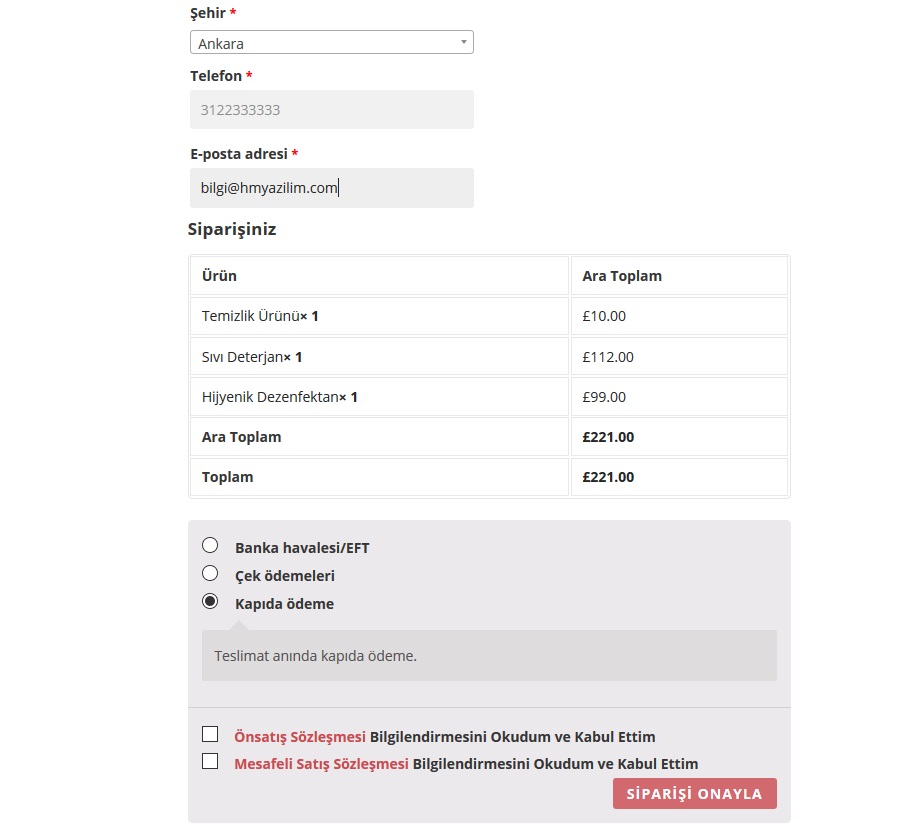 Şehir *
Ankara
Telefon *
3122333333
E-posta adresi *
bilgi@hmyazilim.com
Siparişiniz
Ürün Ara Toplam
Temizlik Ürünü× 1 £10.00
Sıvı Deterjan× 1 £112.00
Hijyenik Dezenfektan× 1 £99.00
Ara Toplam £221.00
Toplam £221.00
Banka havalesi/EFT
Çek ödemeleri
Kapıda ödeme
Teslimat anında kapıda ödeme.
Önsatış Sözleşmesi Bilgilendirmesini Okudum ve Kabul Ettim
Mesafeli Satış Sözleşmesi Bilgilendirmesini Okudum ve Kabul Ettim
SİPARİŞİ ONAYLA